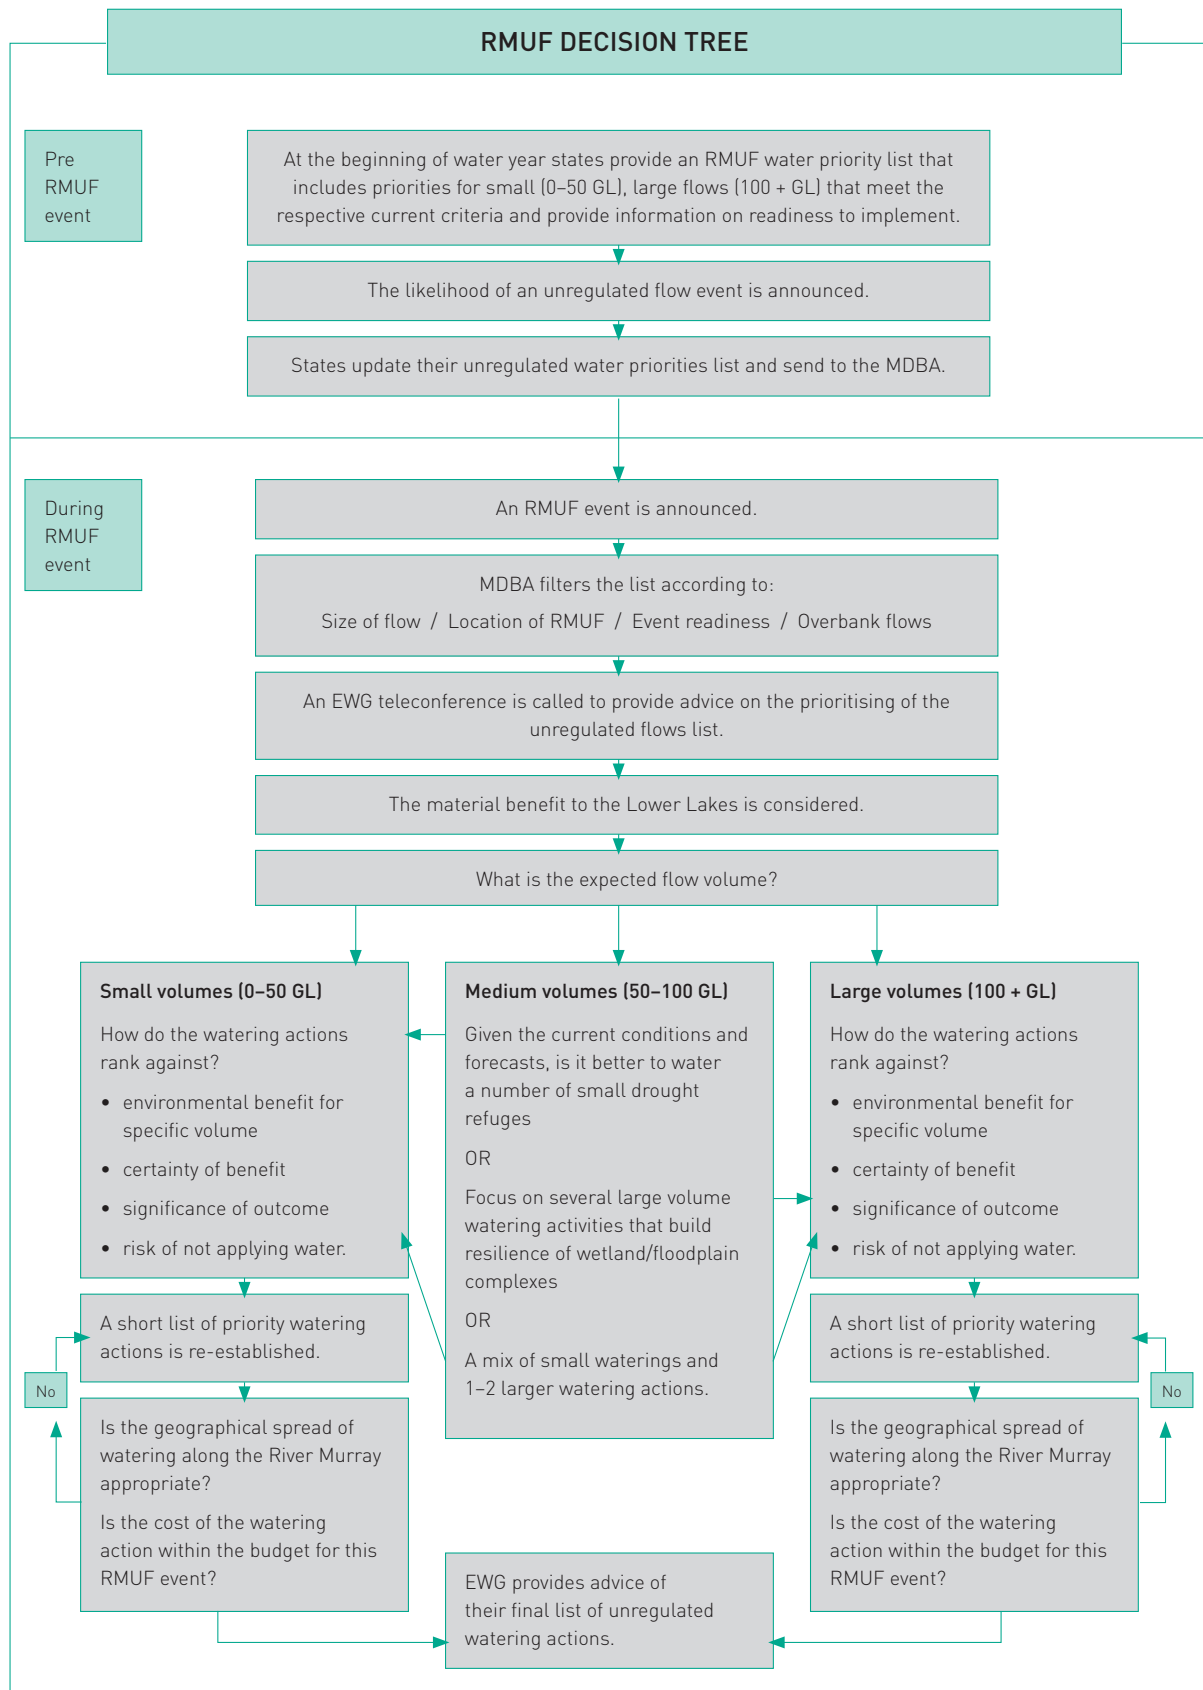 RMUF DECISION TREE
Pre
RMUF
event
At the beginning of water year states provide an RMUF water priority list that
includes priorities for small (0–50 GL), large flows (100 + GL) that meet the
respective current criteria and provide information on readiness to implement.
The likelihood of an unregulated flow event is announced.
States update their unregulated water priorities list and send to the MDBA.
During
RMUF
event
An RMUF event is announced.
MDBA filters the list according to:
Size of flow / Location of RMUF / Event readiness / Overbank flows
An EWG teleconference is called to provide advice on the prioritising of the
unregulated flows list.
The material benefit to the Lower Lakes is considered.
What is the expected flow volume?
Small volumes (0–50 GL)
How do the watering actions
rank against?
• environmental benefit for
specific volume
• certainty of benefit
• significance of outcome
• risk of not applying water.
A short list of priority watering
actions is re-established.
No
Is the geographical spread of
watering along the River Murray
appropriate?
Is the cost of the watering
action within the budget for this
RMUF event?
Medium volumes (50–100 GL)
Given the current conditions and
forecasts, is it better to water
a number of small drought
refuges
OR
Focus on several large volume
watering activities that build
resilience of wetland/floodplain
complexes
OR
A mix of small waterings and
1–2 larger watering actions.
Large volumes (100 + GL)
How do the watering actions
rank against?
• environmental benefit for
specific volume
• certainty of benefit
• significance of outcome
• risk of not applying water.
A short list of priority watering
actions is re-established.
No
Is the geographical spread of
watering along the River Murray
appropriate?
Is the cost of the watering
action within the budget for this
RMUF event?
EWG provides advice of
their final list of unregulated
watering actions.